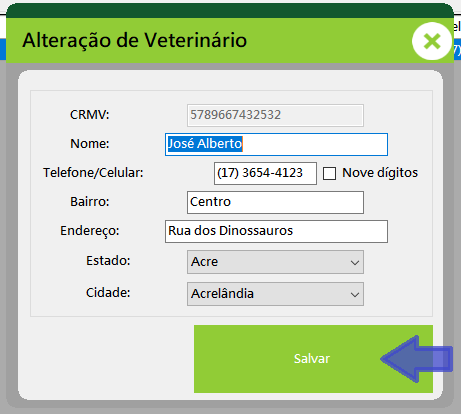 Alteração de Veterinário
CRMV: 5789667432532
Nome: José Alberto
Telefone/Celular: (17) 3654-4123 Nove dígitos
Bairro: Centro
Endereço: Rua dos Dinossauros
Estado: Acre
Cidade: Acrelândia
Salvar